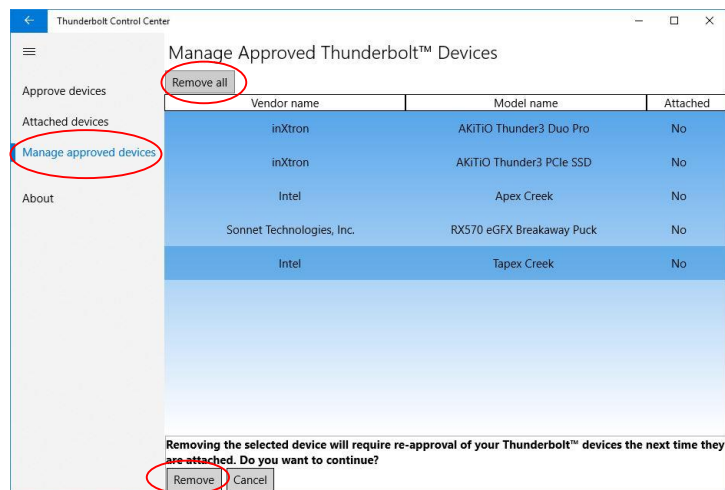 Thunderbolt Control Center
Manage Approved Thunderbolt™ Devices
Remove all
Approve devices
Attached devices
Manage approved devices
About
Vendor name Model name Attached
inXtron AKiTiO Thunder3 Duo Pro No
inXtron AKiTiO Thunder3 PCIe SSD No
Intel Apex Creek No
Sonnet Technologies, Inc. RX570 eGFX Breakaway Puck No
Intel Tapex Creek No
Removing the selected device will require re-approval of your Thunderbolt™ devices the next time they
are attached. Do you want to continue?
Remove Cancel